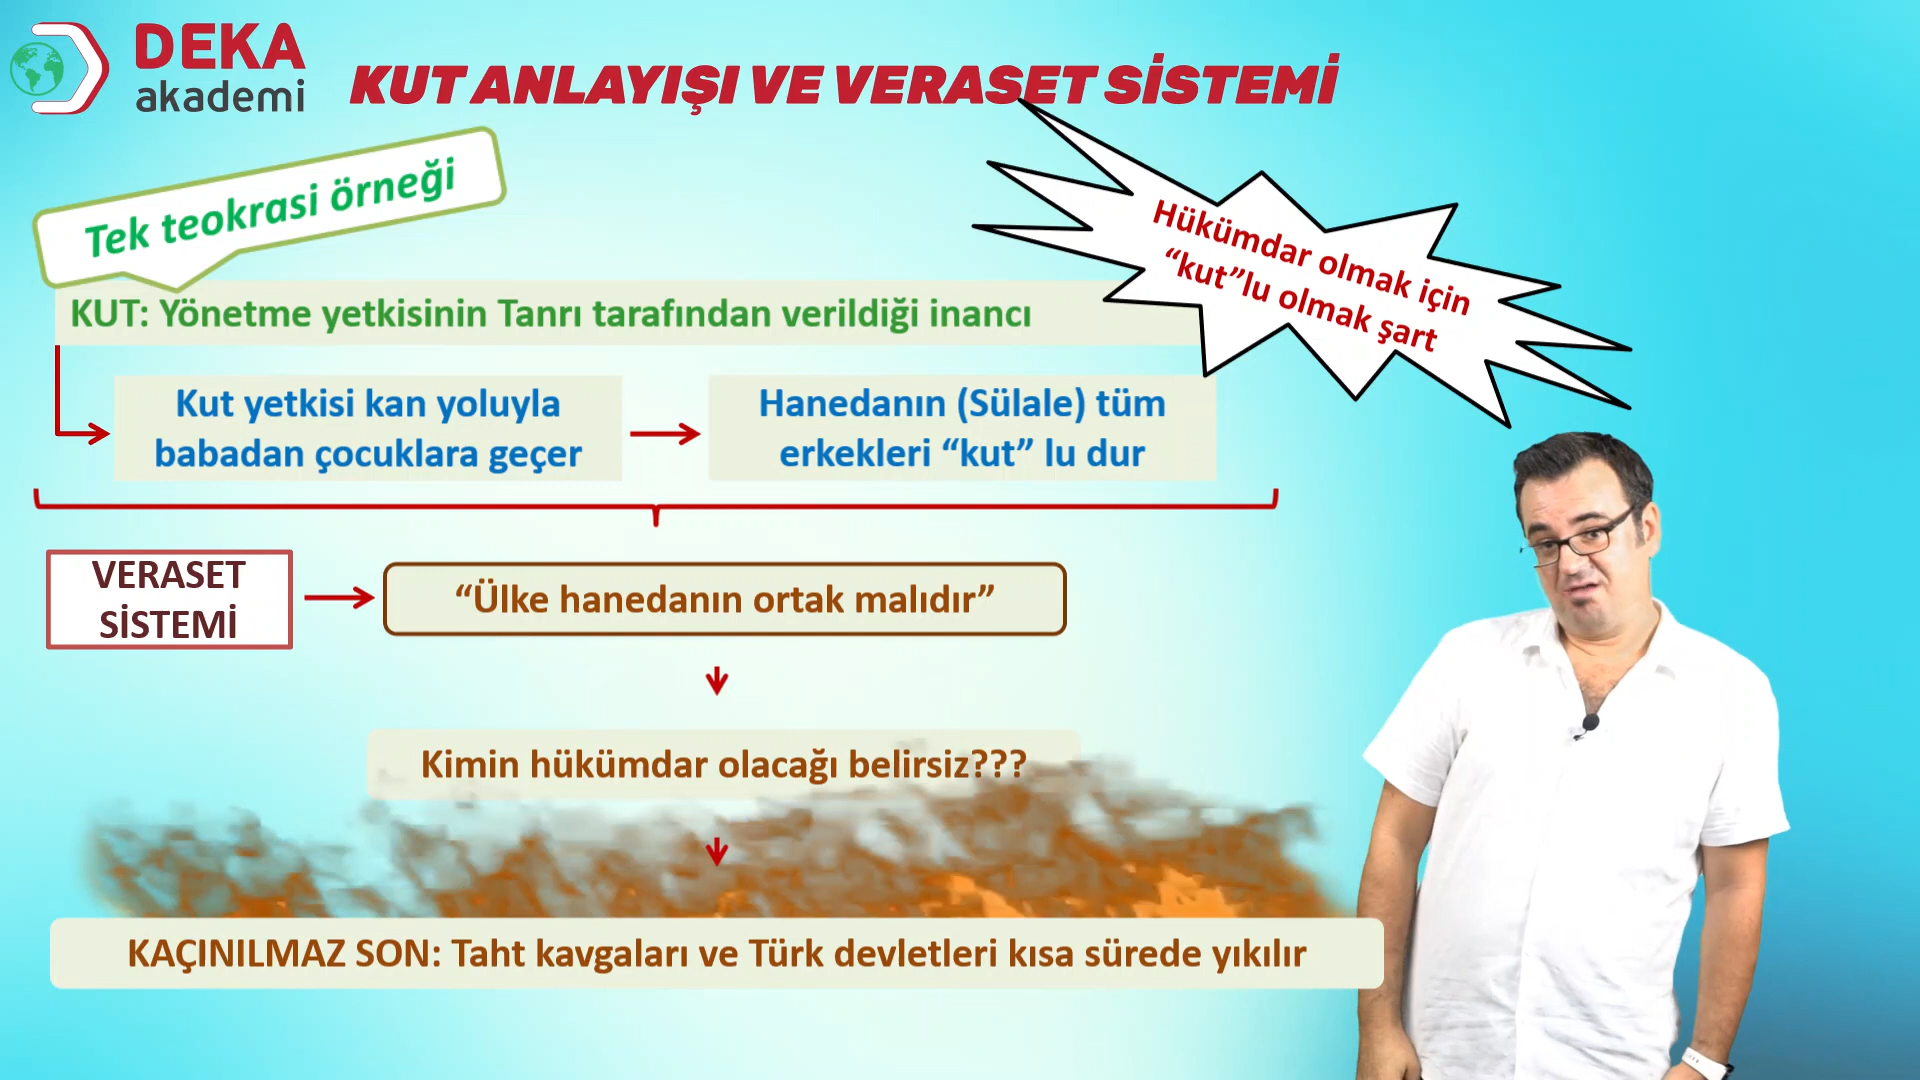 DEKA
akademi
KUT ANLAYIŞI VE VERASET SİSTEMİ
Tek teokrasi örneği
Hükümdar olmak için
“kut”lu olmak şart
KUT: Yönetme yetkisinin Tanrı tarafından verildiği inancı
Kut yetkisi kan yoluyla
babadan çocuklara geçer
Hanedanın (Sülale) tüm
erkekleri “kut” lu dur
VERASET
SİSTEMİ
“Ülke hanedanın ortak malıdır”
Kimin hükümdar olacağı belirsiz???
KAÇINILMAZ SON: Taht kavgaları ve Türk devletleri kısa sürede yıkılır